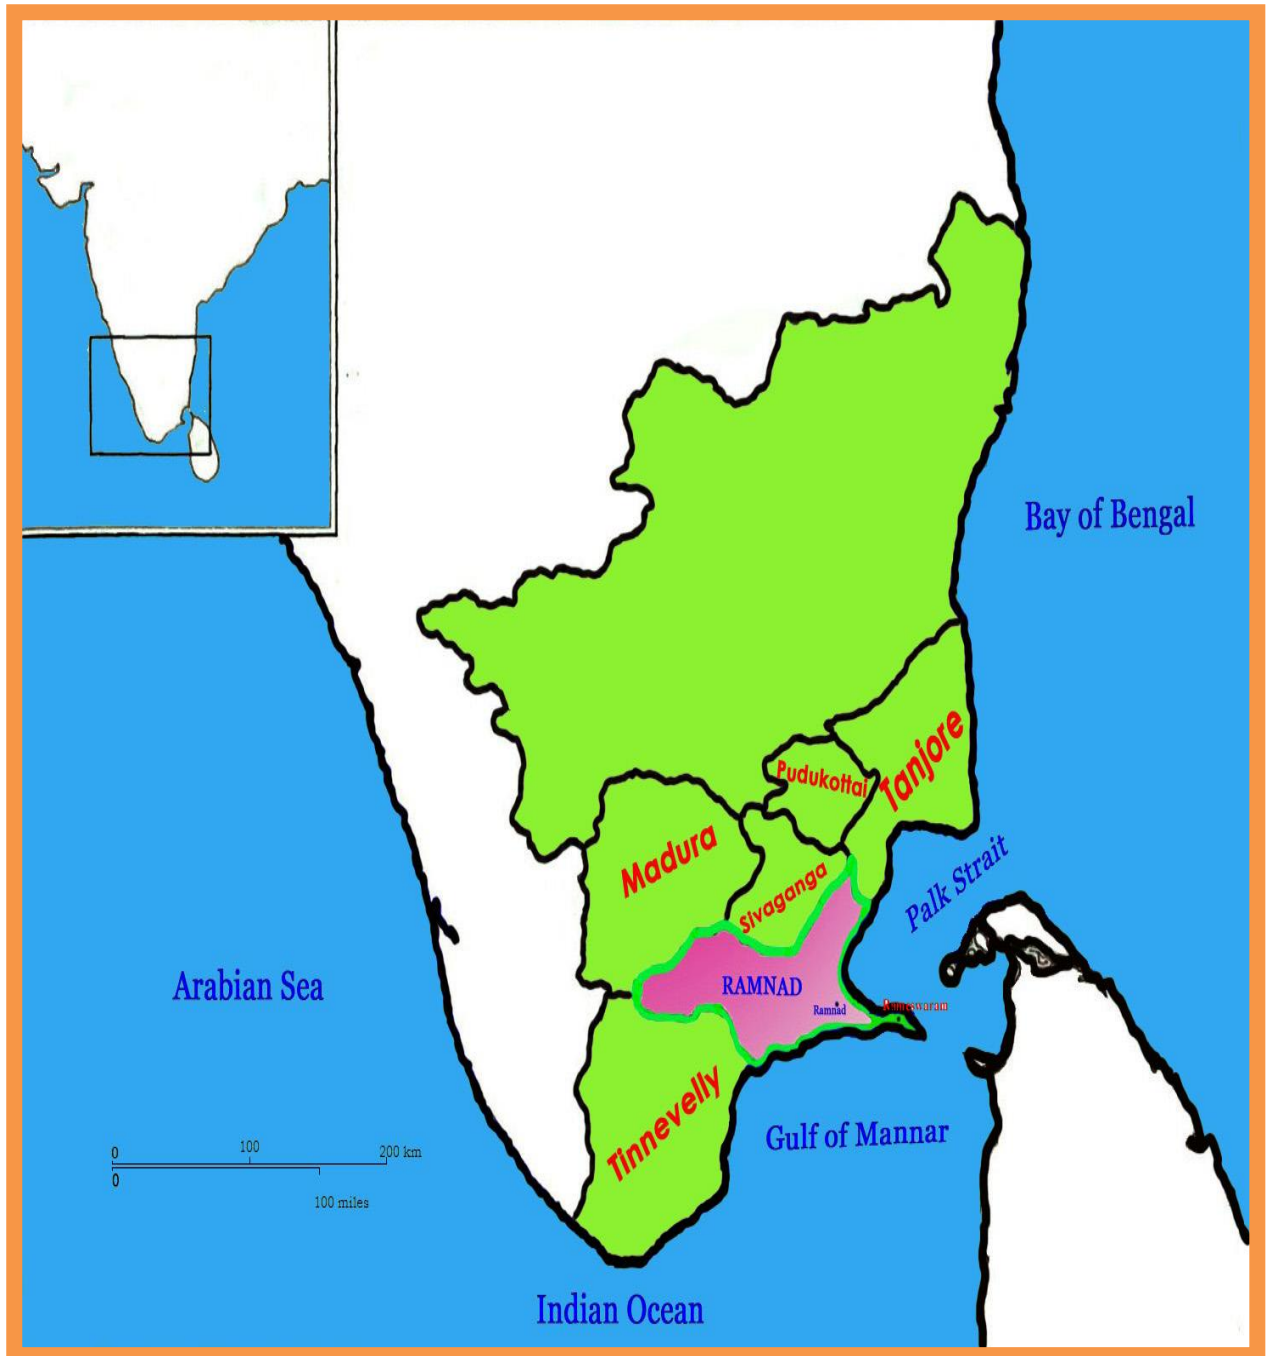 Bay of Bengal
Tanjore
Pudukottai
Madura
Sivaganga
Palk Strait
Arabian Sea
RAMNAD
Ramnad
Rameswaram
Tinnevelly
Gulf of Mannar
0 100 200 km
0
100 miles
Indian Ocean